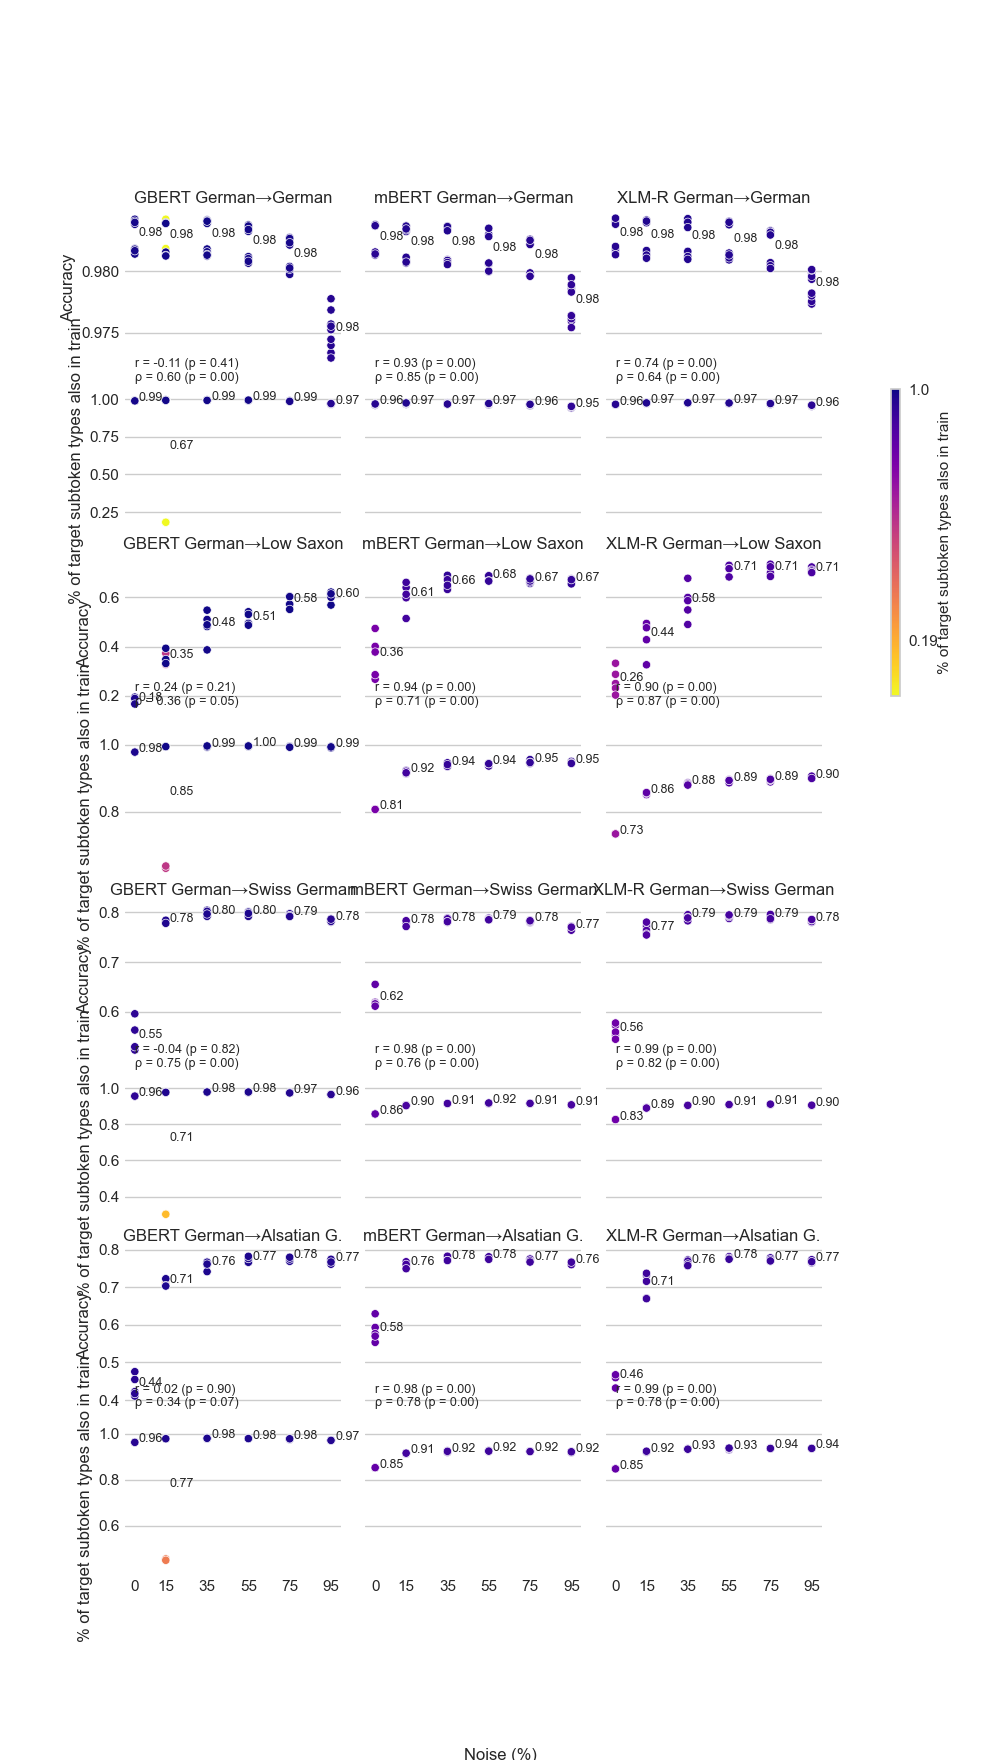 GBERT German→German
mBERT German→German
XLM-R German→German
Accuracy
0.980
0.975
0.98 0.98 0.98 0.98 0.98 0.98
0.98 0.98 0.98 0.98 0.98 0.98
0.98 0.98 0.98 0.98 0.98 0.98
r = -0.11 (p = 0.41)
ρ = 0.60 (p = 0.00)
r = 0.93 (p = 0.00)
ρ = 0.85 (p = 0.00)
r = 0.74 (p = 0.00)
ρ = 0.64 (p = 0.00)
% of target subtoken types also in train
1.00
0.75
0.50
0.25
0.99 0.67 0.99 0.99 0.99 0.97
0.96 0.97 0.97 0.97 0.96 0.95
0.96 0.97 0.97 0.97 0.97 0.96
GBERT German→Low Saxon
mBERT German→Low Saxon
XLM-R German→Low Saxon
Accuracy
0.6
0.4
0.2
0.18 0.35 0.48 0.51 0.58 0.60
0.36 0.61 0.66 0.68 0.67 0.67
0.26 0.44 0.58 0.71 0.71 0.71
r = 0.24 (p = 0.21)
ρ = 0.36 (p = 0.05)
r = 0.94 (p = 0.00)
ρ = 0.71 (p = 0.00)
r = 0.90 (p = 0.00)
ρ = 0.87 (p = 0.00)
% of target subtoken types also in train
1.0
0.8
0.98 0.85 0.99 1.00 0.99 0.99
0.81 0.92 0.94 0.94 0.95 0.95
0.73 0.86 0.88 0.89 0.89 0.90
GBERT German→Swiss German
mBERT German→Swiss German
XLM-R German→Swiss German
Accuracy
0.8
0.7
0.6
0.55 0.78 0.80 0.80 0.79 0.78
0.62 0.78 0.78 0.79 0.78 0.77
0.56 0.77 0.79 0.79 0.79 0.78
r = -0.04 (p = 0.82)
ρ = 0.75 (p = 0.00)
r = 0.98 (p = 0.00)
ρ = 0.76 (p = 0.00)
r = 0.99 (p = 0.00)
ρ = 0.82 (p = 0.00)
% of target subtoken types also in train
1.0
0.8
0.6
0.4
0.96 0.71 0.98 0.98 0.97 0.96
0.86 0.90 0.91 0.92 0.91 0.91
0.83 0.89 0.90 0.91 0.91 0.90
GBERT German→Alsatian G.
mBERT German→Alsatian G.
XLM-R German→Alsatian G.
Accuracy
0.8
0.7
0.6
0.5
0.4
0.44 0.71 0.76 0.77 0.78 0.77
0.58 0.76 0.78 0.78 0.77 0.76
0.46 0.71 0.76 0.78 0.77 0.77
r = 0.02 (p = 0.90)
ρ = 0.34 (p = 0.07)
r = 0.98 (p = 0.00)
ρ = 0.78 (p = 0.00)
r = 0.99 (p = 0.00)
ρ = 0.78 (p = 0.00)
% of target subtoken types also in train
1.0
0.8
0.6
0.96 0.77 0.98 0.98 0.98 0.97
0.85 0.91 0.92 0.92 0.92 0.92
0.85 0.92 0.93 0.93 0.94 0.94
0 15 35 55 75 95
0 15 35 55 75 95
0 15 35 55 75 95
Noise (%)
1.0
0.19
% of target subtoken types also in train